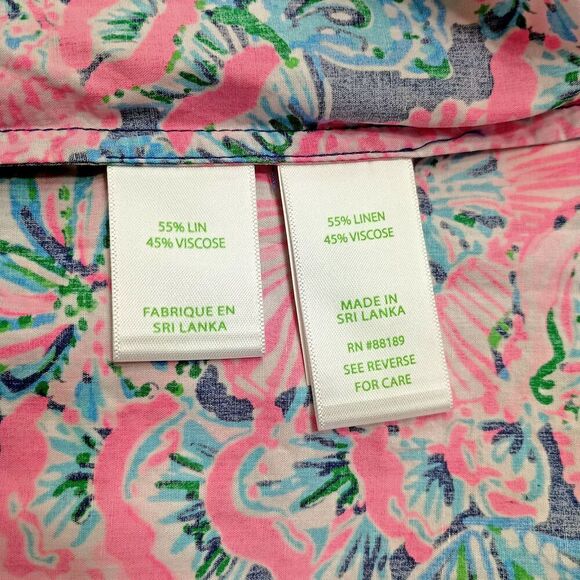 55% LIN
45% VISCOSE
FABRIQUE EN
SRI LANKA
55% LINEN
45% VISCOSE
MADE IN
SRI LANKA
RN #88189
SEE REVERSE
FOR CARE